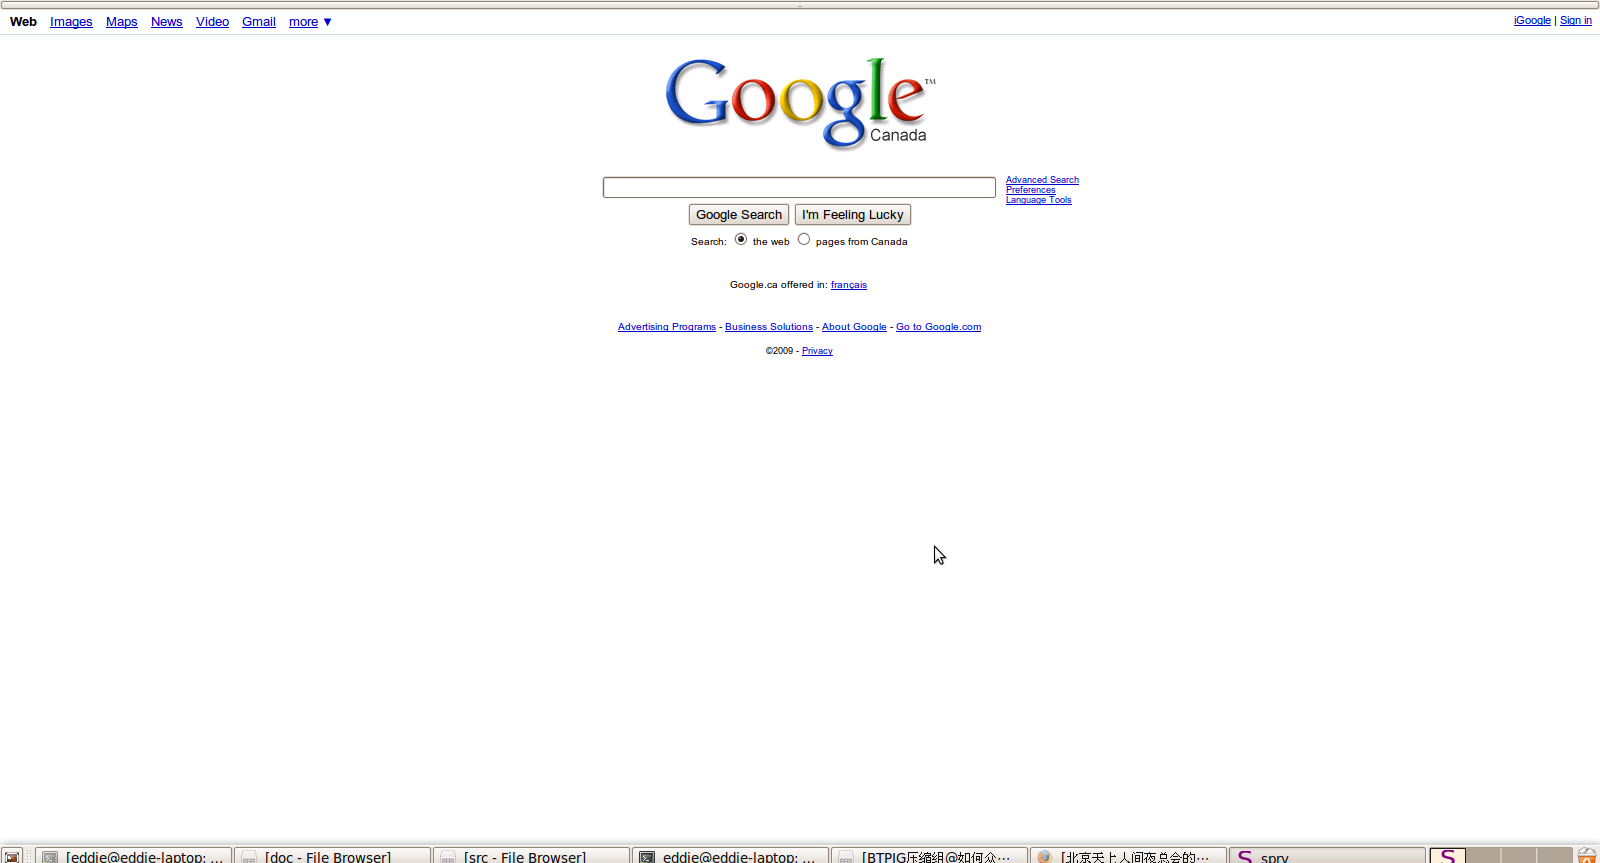 Web Images Maps News Video Gmail more ▼ iGoogle | Sign in
Google™
Canada
Advanced Search
Preferences
Language Tools
Google Search I'm Feeling Lucky
Search: the web pages from Canada
Google.ca offered in: français
Advertising Programs - Business Solutions - About Google - Go to Google.com
©2009 - Privacy
[eddie@eddie-laptop: ... [doc - File Browser] [src - File Browser] eddie@eddie-laptop: ... [BTPIG压缩组@如何众… [北京天上人间夜总会的… spry